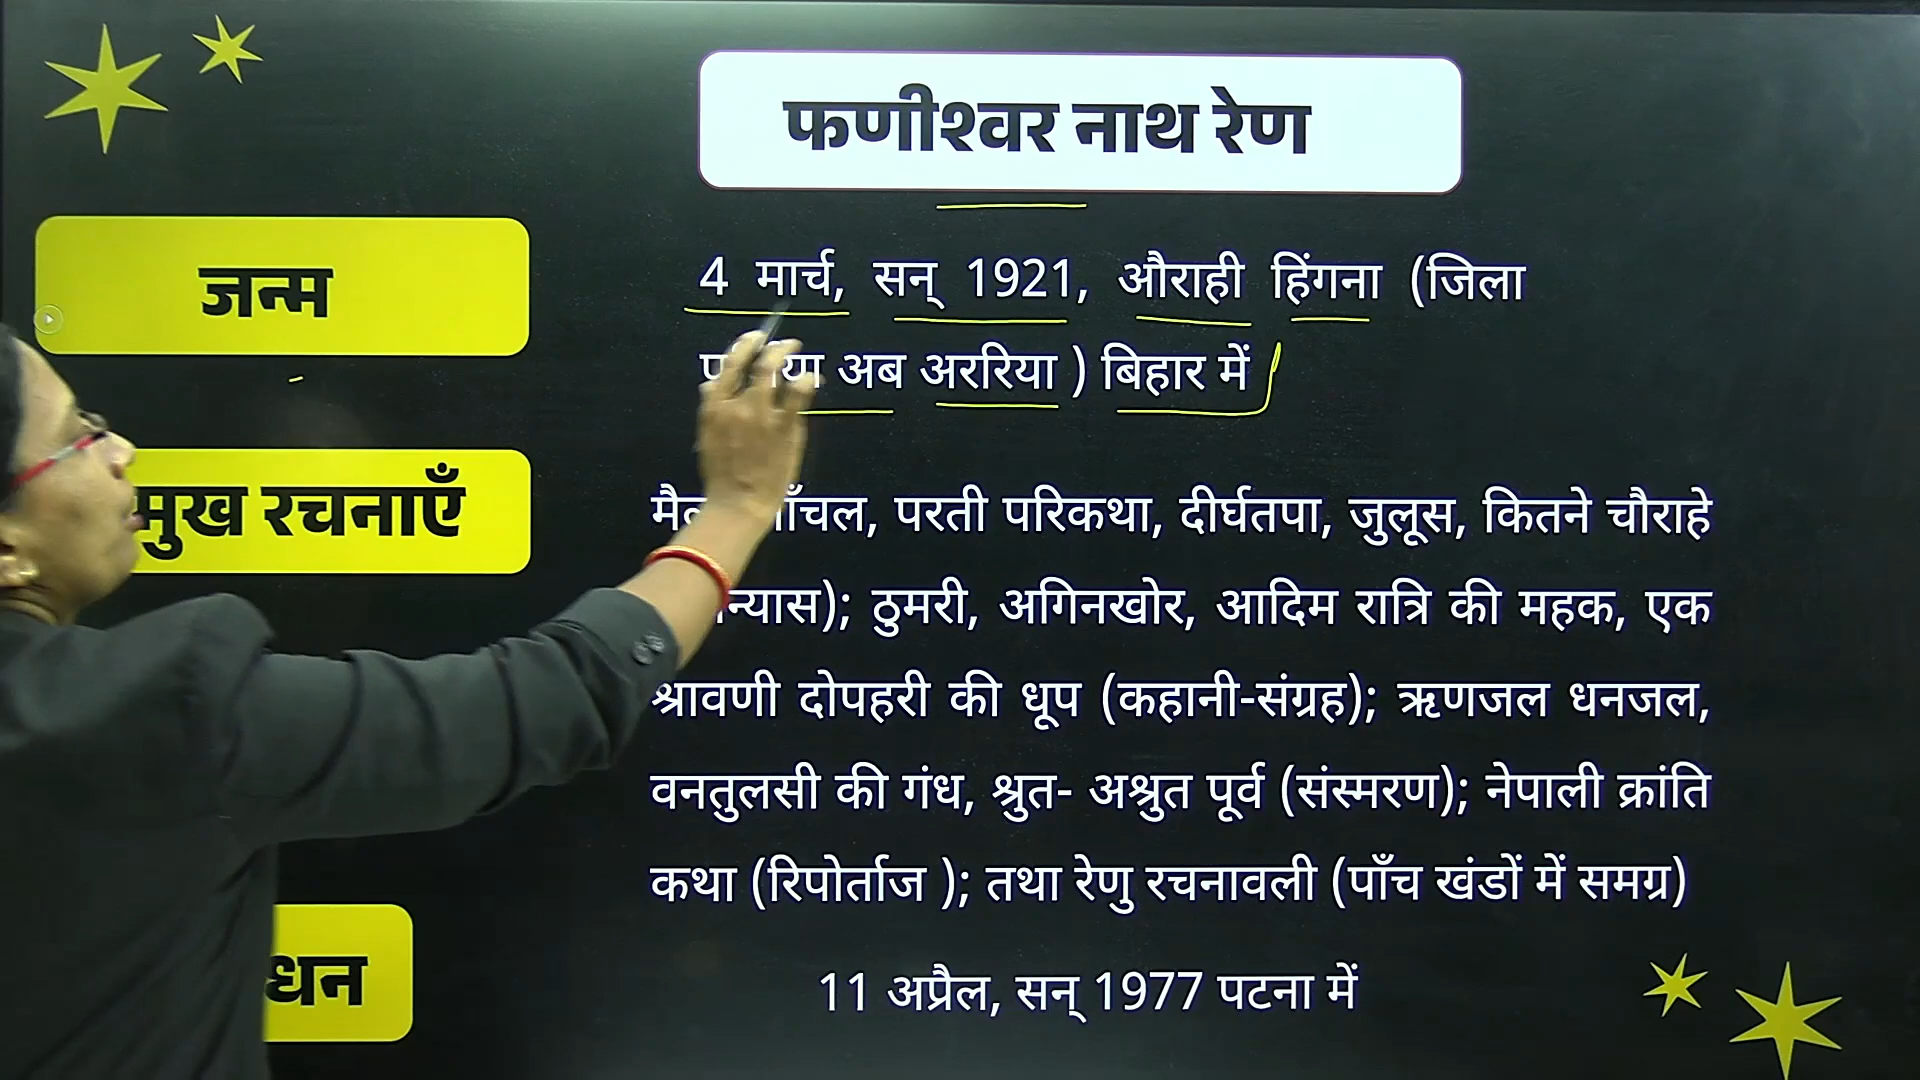 फणीश्वर नाथ रेण
जन्म
4 मार्च, सन् 1921, औराही हिंगना (जिला
अब अररिया ) बिहार में
रचनाएँ
परती परिकथा, दीर्घतपा, जुलूस, कितने चौराहे
ठुमरी, अगिनखोर, आदिम रात्रि की महक, एक
श्रावणी दोपहरी की धूप (कहानी-संग्रह); ऋणजल धनजल,
वनतुलसी की गंध, श्रुत- अश्रुत पूर्व (संस्मरण); नेपाली क्रांति
कथा (रिपोर्ताज ); तथा रेणु रचनावली (पाँच खंडों में समग्र)
11 अप्रैल, सन् 1977 पटना में